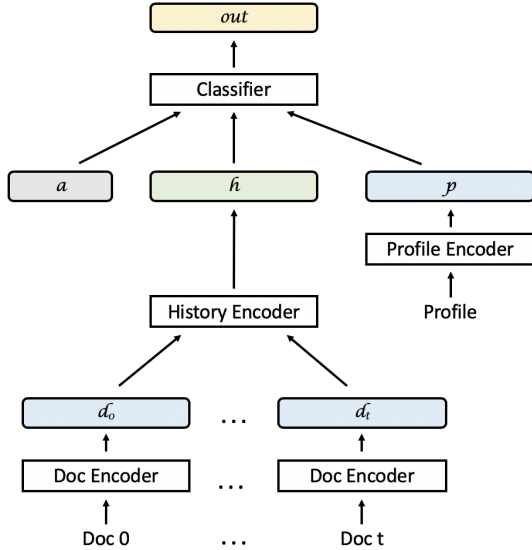 out
Classifier
a h p
Profile Encoder
History Encoder Profile
d₀ ... dₜ
Doc Encoder ... Doc Encoder
Doc 0 ... Doc t